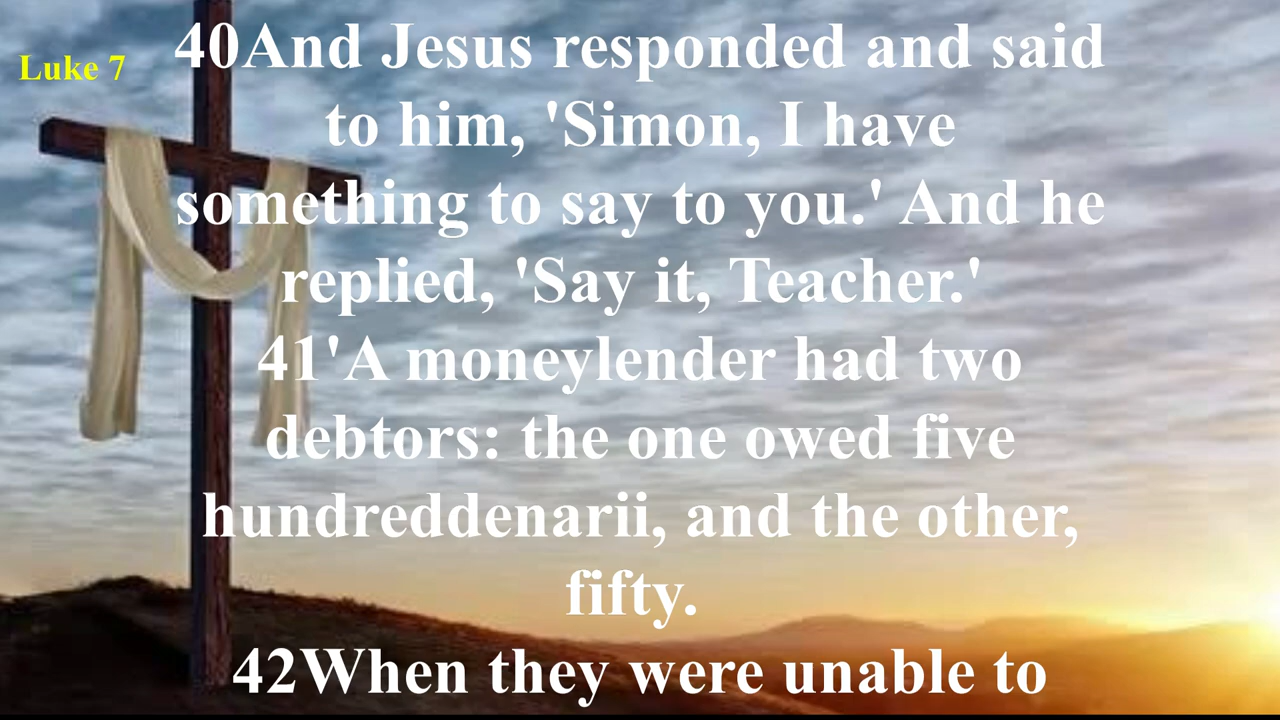 Luke 7
40And Jesus responded and said
to him, 'Simon, I have
something to say to you.' And he
replied, 'Say it, Teacher.'
41'A moneylender had two
debtors: the one owed five
hundreddenarii, and the other,
fifty.
42When they were unable to